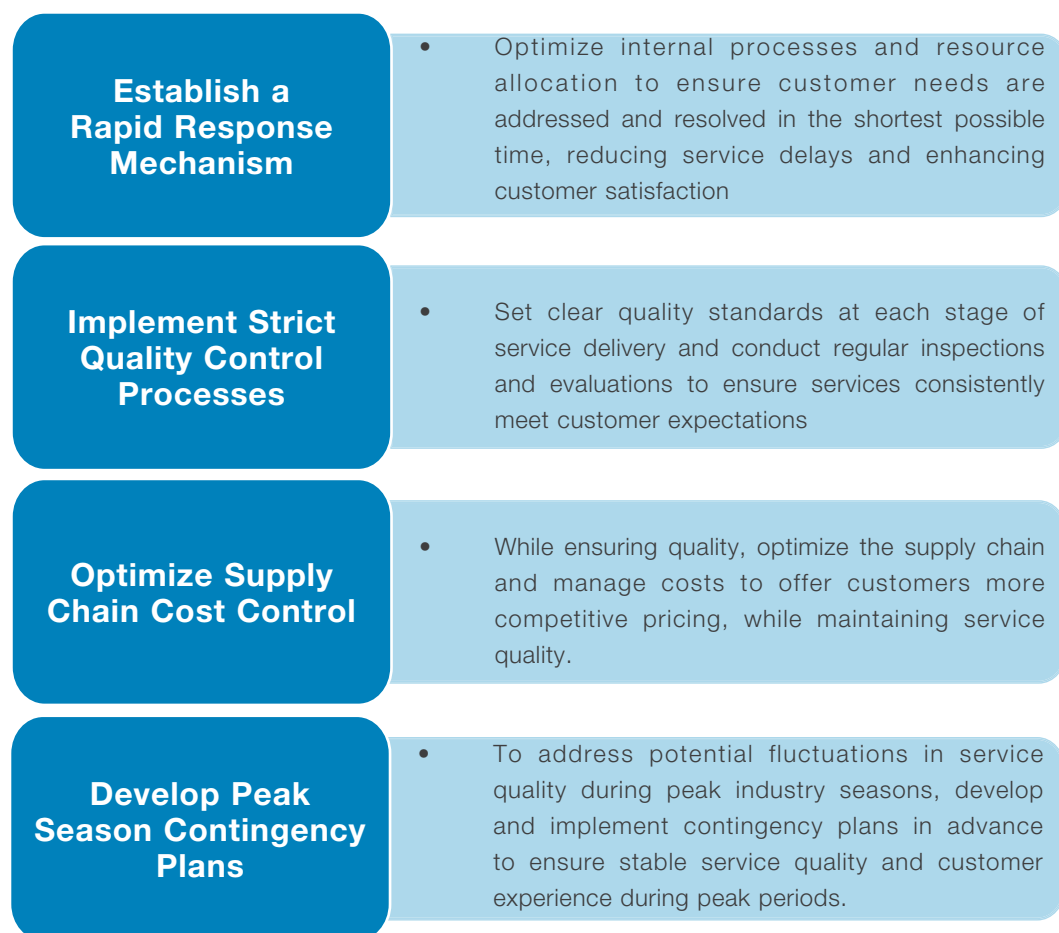 Establish a
Rapid Response
Mechanism
• Optimize internal processes and resource
allocation to ensure customer needs are
addressed and resolved in the shortest possible
time, reducing service delays and enhancing
customer satisfaction
Implement Strict
Quality Control
Processes
• Set clear quality standards at each stage of
service delivery and conduct regular inspections
and evaluations to ensure services consistently
meet customer expectations
Optimize Supply
Chain Cost Control
• While ensuring quality, optimize the supply chain
and manage costs to offer customers more
competitive pricing, while maintaining service
quality.
Develop Peak
Season Contingency
Plans
• To address potential fluctuations in service
quality during peak industry seasons, develop
and implement contingency plans in advance
to ensure stable service quality and customer
experience during peak periods.